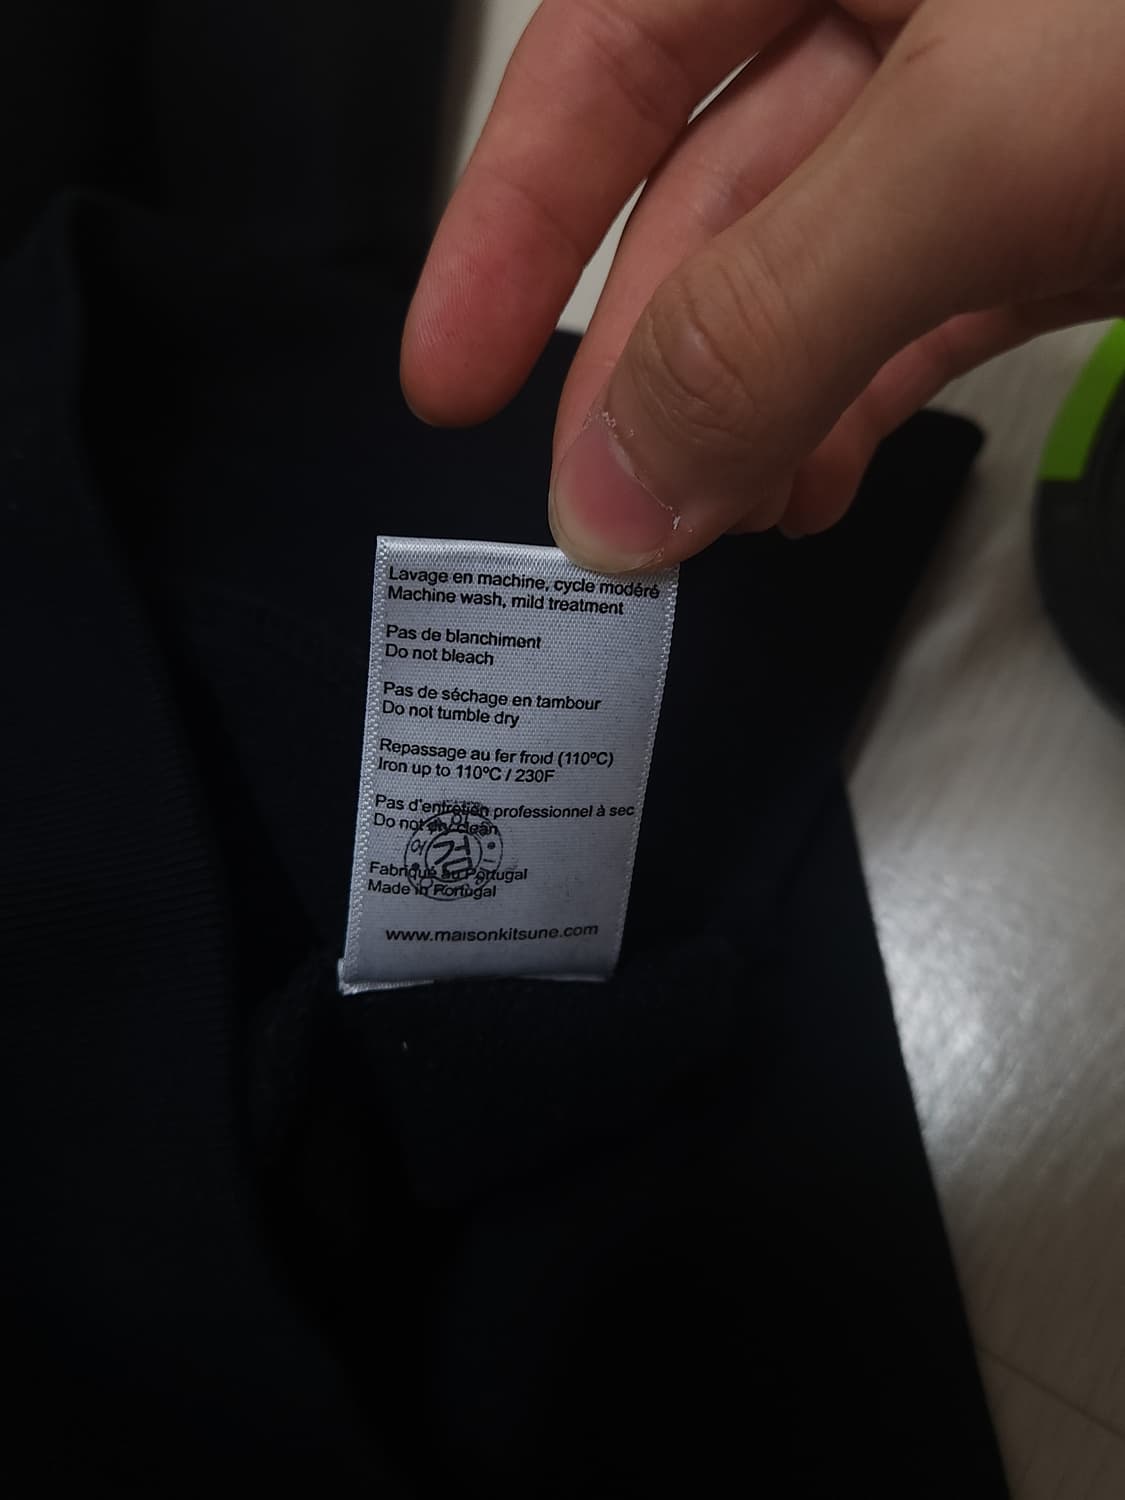 Lavage en machine, cycle modéré
Machine wash, mild treatment
Pas de blanchiment
Do not bleach
Pas de séchage en tambour
Do not tumble dry
Repassage au fer froid (110ºC)
Iron up to 110ºC / 230F
Pas d'entretien professionnel à sec
Do not dry clean
Fabriqué au Portugal
Made in Portugal
www.maisonkitsune.com